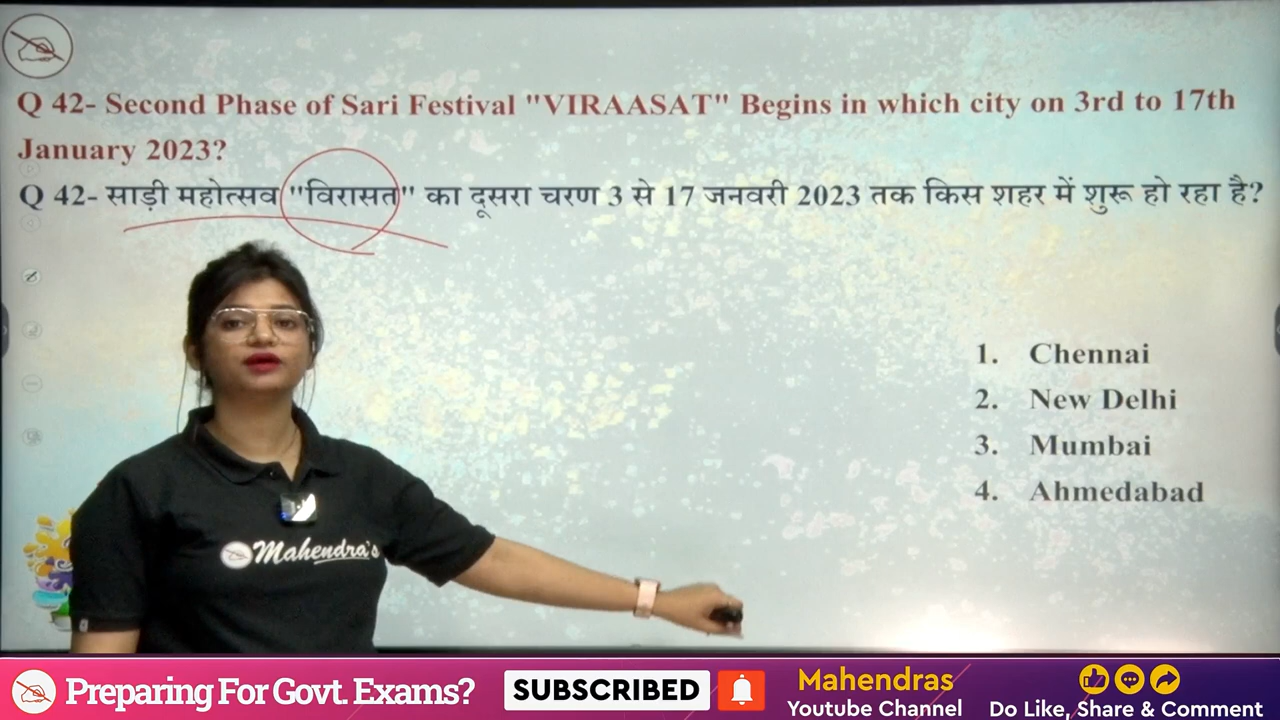 Q 42- Second Phase of Sari Festival "VIRAASAT" Begins in which city on 3rd to 17th
January 2023?
Q 42- साड़ी महोत्सव "विरासत" का दूसरा चरण 3 से 17 जनवरी 2023 तक किस शहर में शुरू हो रहा है?
1. Chennai
2. New Delhi
3. Mumbai
4. Ahmedabad
Mahendra's
Preparing For Govt. Exams?
SUBSCRIBED
Mahendras
Youtube Channel
Do Like, Share & Comment